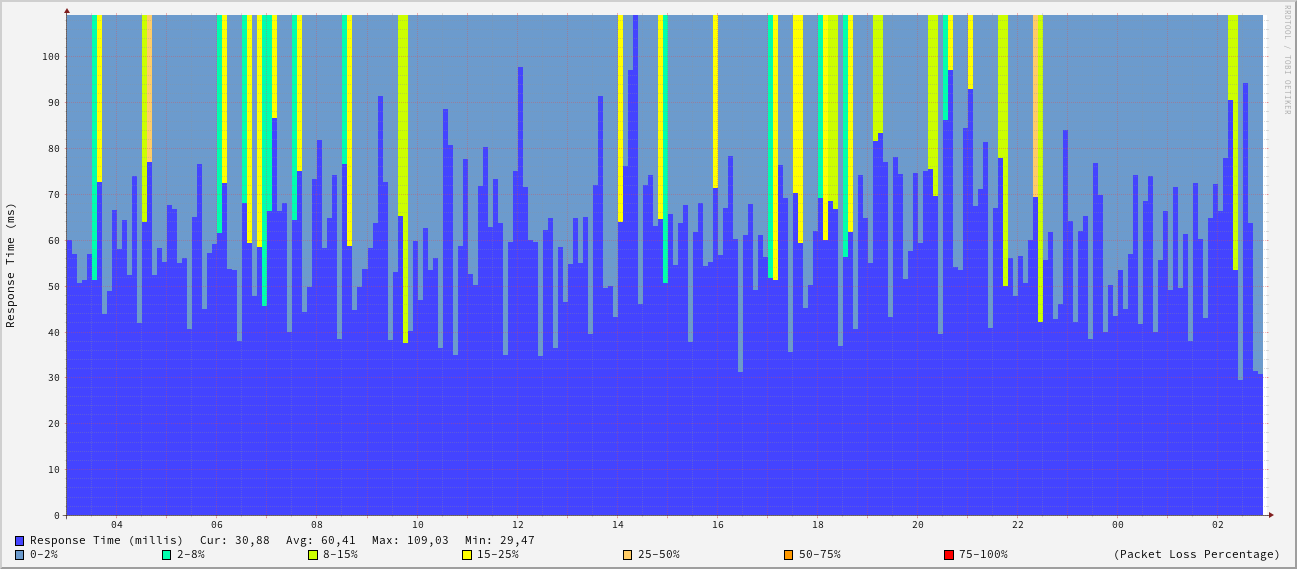 RRDTOOL / TOBI OETIKER
Response Time (ms)
100
90
80
70
60
50
40
30
20
10
0
04 06 08 10 12 14 16 18 20 22 00 02
Response Time (millis) Cur: 30,88 Avg: 60,41 Max: 109,03 Min: 29,47
0-2% 2-8% 8-15% 15-25% 25-50% 50-75% 75-100% (Packet Loss Percentage)